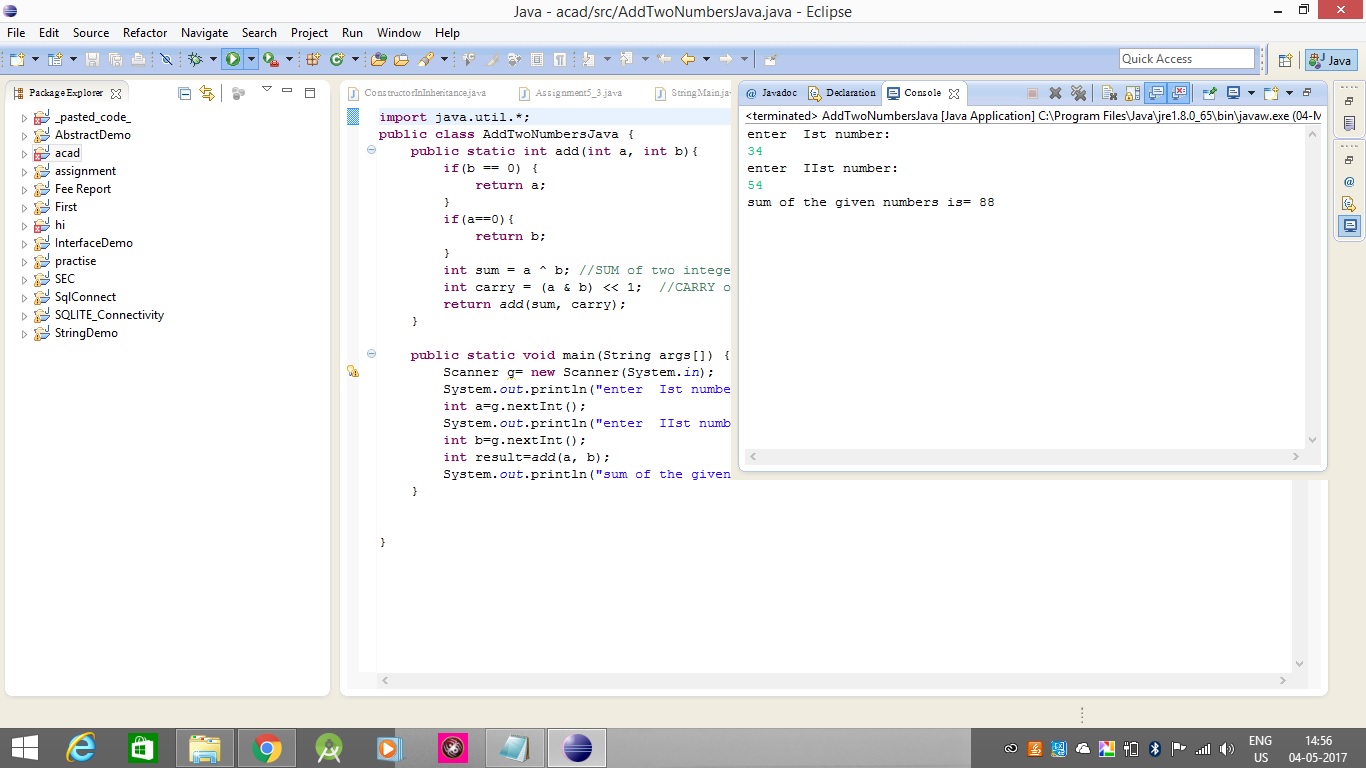 Java - acad/src/AddTwoNumbersJava.java - Eclipse
File Edit Source Refactor Navigate Search Project Run Window Help
Quick Access
Java
Package Explorer
_pasted_code_
AbstractDemo
acad
assignment
Fee Report
First
hi
InterfaceDemo
practise
SEC
SqlConnect
SQLITE_Connectivity
StringDemo
ConstructorInInheritance.java Assignment5_3.java StringMain.jav
import java.util.*;
public class AddTwoNumbersJava {
public static int add(int a, int b){
if(b == 0) {
return a;
}
if(a==0){
return b;
}
int sum = a ^ b; //SUM of two intege
int carry = (a & b) << 1; //CARRY o
return add(sum, carry);
}
public static void main(String args[]) {
Scanner g= new Scanner(System.in);
System.out.println("enter  Ist numbe
int a=g.nextInt();
System.out.println("enter  IIst numb
int b=g.nextInt();
int result=add(a, b);
System.out.println("sum of the given
}
}
@ Javadoc Declaration Console
<terminated> AddTwoNumbersJava [Java Application] C:\Program Files\Java\jre1.8.0_65\bin\javaw.exe (04-M
enter  Ist number:
34
enter  IIst number:
54
sum of the given numbers is= 88
ENG 14:56
US 04-05-2017